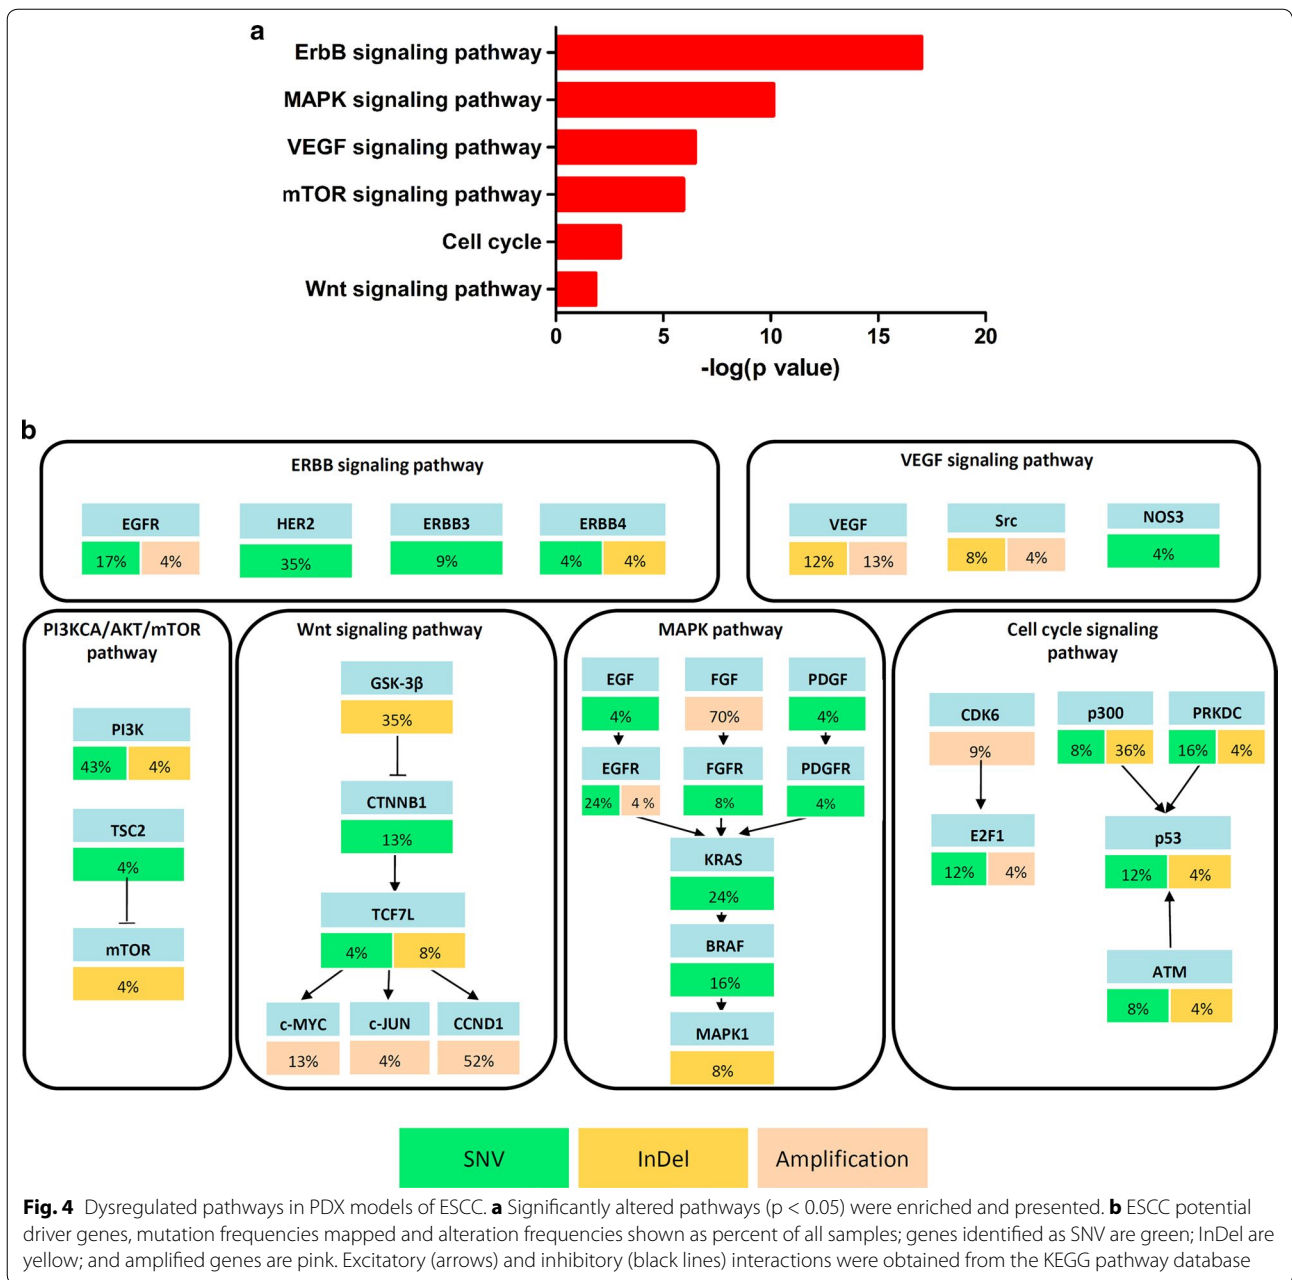 a
ErbB signaling pathway
MAPK signaling pathway
VEGF signaling pathway
mTOR signaling pathway
Cell cycle
Wnt signaling pathway
0 5 10 15 20
-log(p value)
b
ERBB signaling pathway
EGFR HER2 ERBB3 ERBB4
17% 4% 35% 9% 4% 4%
VEGF signaling pathway
VEGF Src NOS3
12% 13% 8% 4% 4%
PI3KCA/AKT/mTOR
pathway
PI3K
43% 4%
TSC2
4%
mTOR
4%
Wnt signaling pathway
GSK-3β
35%
CTNNB1
13%
TCF7L
4% 8%
c-MYC c-JUN CCND1
13% 4% 52%
MAPK pathway
EGF FGF PDGF
4% 70% 4%
EGFR FGFR PDGFR
24% 4 % 8% 4%
KRAS
24%
BRAF
16%
MAPK1
8%
Cell cycle signaling
pathway
CDK6 p300 PRKDC
9% 8% 36% 16% 4%
E2F1 p53
12% 4% 12% 4%
ATM
8% 4%
SNV InDel Amplification
Fig. 4 Dysregulated pathways in PDX models of ESCC. a Significantly altered pathways (p < 0.05) were enriched and presented. b ESCC potential
driver genes, mutation frequencies mapped and alteration frequencies shown as percent of all samples; genes identified as SNV are green; InDel are
yellow; and amplified genes are pink. Excitatory (arrows) and inhibitory (black lines) interactions were obtained from the KEGG pathway database